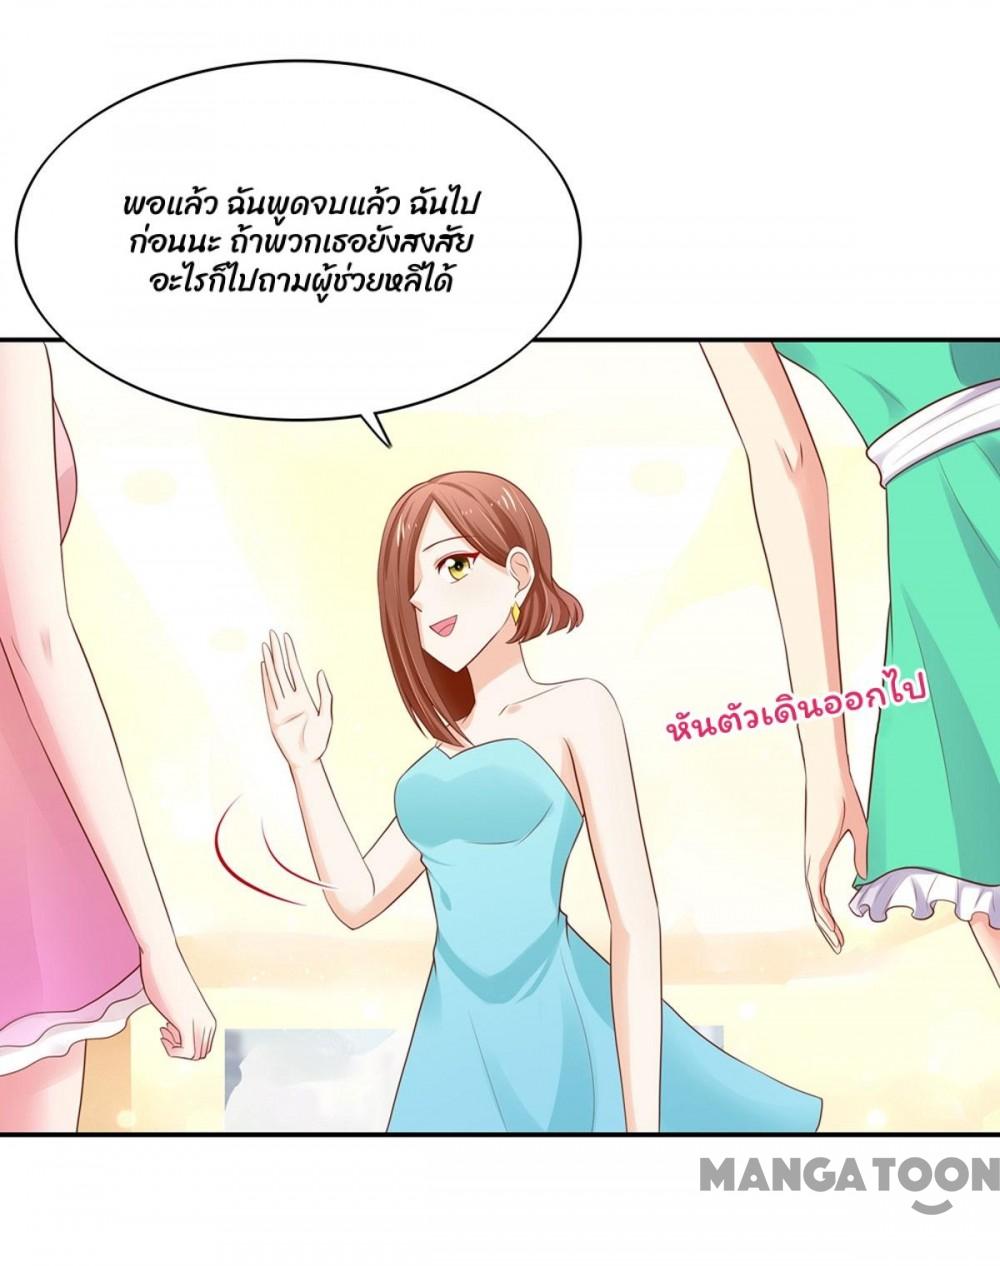 พอแล้ว ฉันพูดจบแล้ว ฉันไป
ก่อนนะ ถ้าพวกเธอยังสงสัย
อะไรก็ไปถามผู้ช่วยหลี่ได้
หันตัวเดินออกไป
MANGATOON